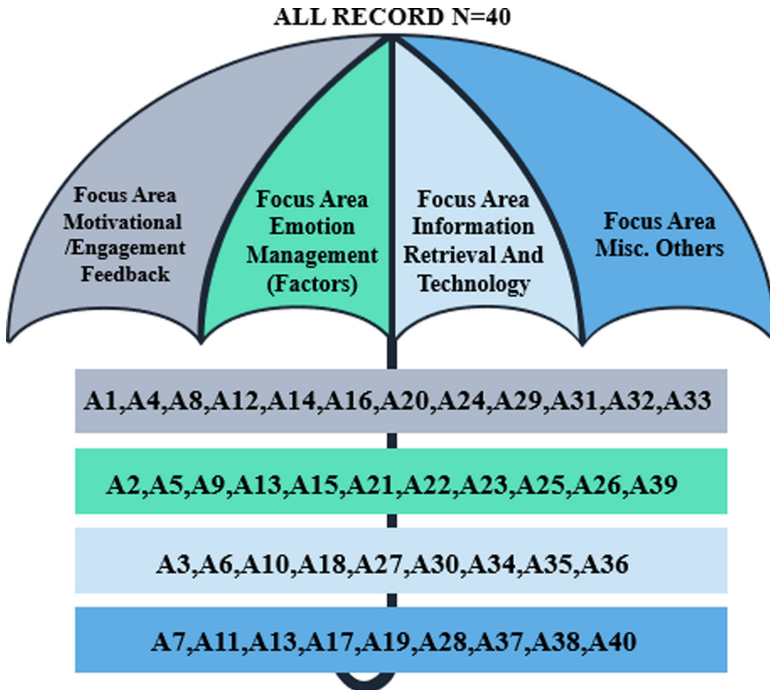 ALL RECORD N=40
Focus Area
Motivational
/Engagement
Feedback
Focus Area
Emotion
Management
(Factors)
Focus Area
Information
Retrieval And
Technology
Focus Area
Misc. Others
A1,A4,A8,A12,A14,A16,A20,A24,A29,A31,A32,A33
A2,A5,A9,A13,A15,A21,A22,A23,A25,A26,A39
A3,A6,A10,A18,A27,A30,A34,A35,A36
A7,A11,A13,A17,A19,A28,A37,A38,A40